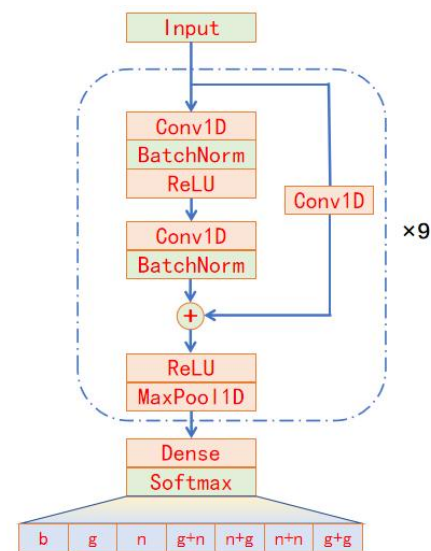 Input
Conv1D
BatchNorm
ReLU
Conv1D
×9
Conv1D
BatchNorm
+
ReLU
MaxPool1D
Dense
Softmax
b g n g+n n+g n+n g+g